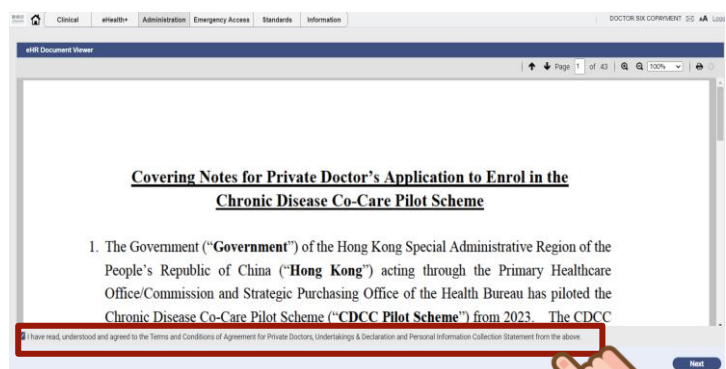 Clinical eHealth+ Administration Emergency Access Standards Information DOCTOR SIX COPAYMENT AA
eHR Document Viewer
Page 1 of 43 100%
Covering Notes for Private Doctor's Application to Enrol in the
Chronic Disease Co-Care Pilot Scheme
1. The Government (“Government”) of the Hong Kong Special Administrative Region of the
People's Republic of China (“Hong Kong”) acting through the Primary Healthcare
Office/Commission and Strategic Purchasing Office of the Health Bureau has piloted the
Chronic Disease Co-Care Pilot Scheme (“CDCC Pilot Scheme”) from 2023. The CDCC
I have read, understood and agreed to the Terms and Conditions of Agreement for Private Doctors, Undertakings & Declaration and Personal Information Collection Statement from the above.
Next